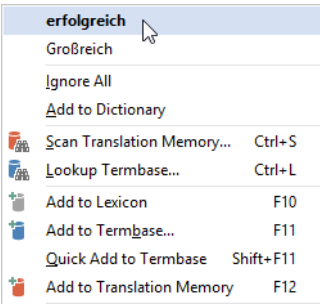 erfolgreich
Großreich
Ignore All
Add to Dictionary
Scan Translation Memory... Ctrl+S
Lookup Termbase... Ctrl+L
Add to Lexicon F10
Add to Termbase... F11
Quick Add to Termbase Shift+F11
Add to Translation Memory F12